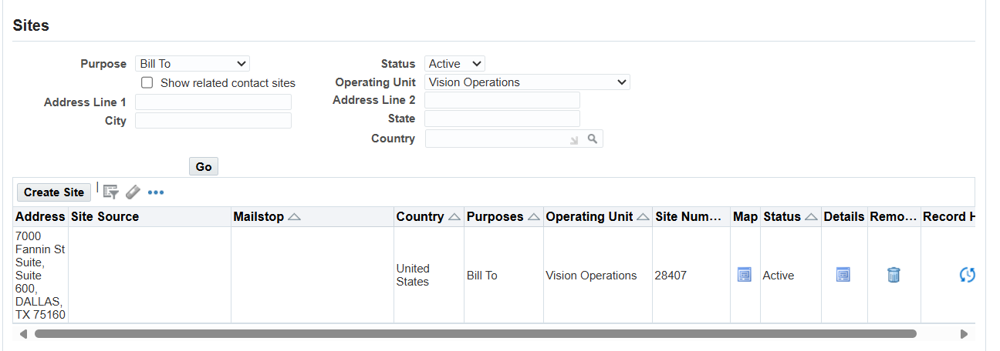 Sites
Purpose Bill To Status Active
Show related contact sites Operating Unit Vision Operations
Address Line 1 Address Line 2
City State
Country
Go
Create Site
Address Site Source Mailstop Country Purposes Operating Unit Site Num... Map Status Details Remo... Record H
7000
Fannin St
Suite,
Suite
600,
DALLAS,
TX 75160
United
States
Bill To Vision Operations 28407 Active